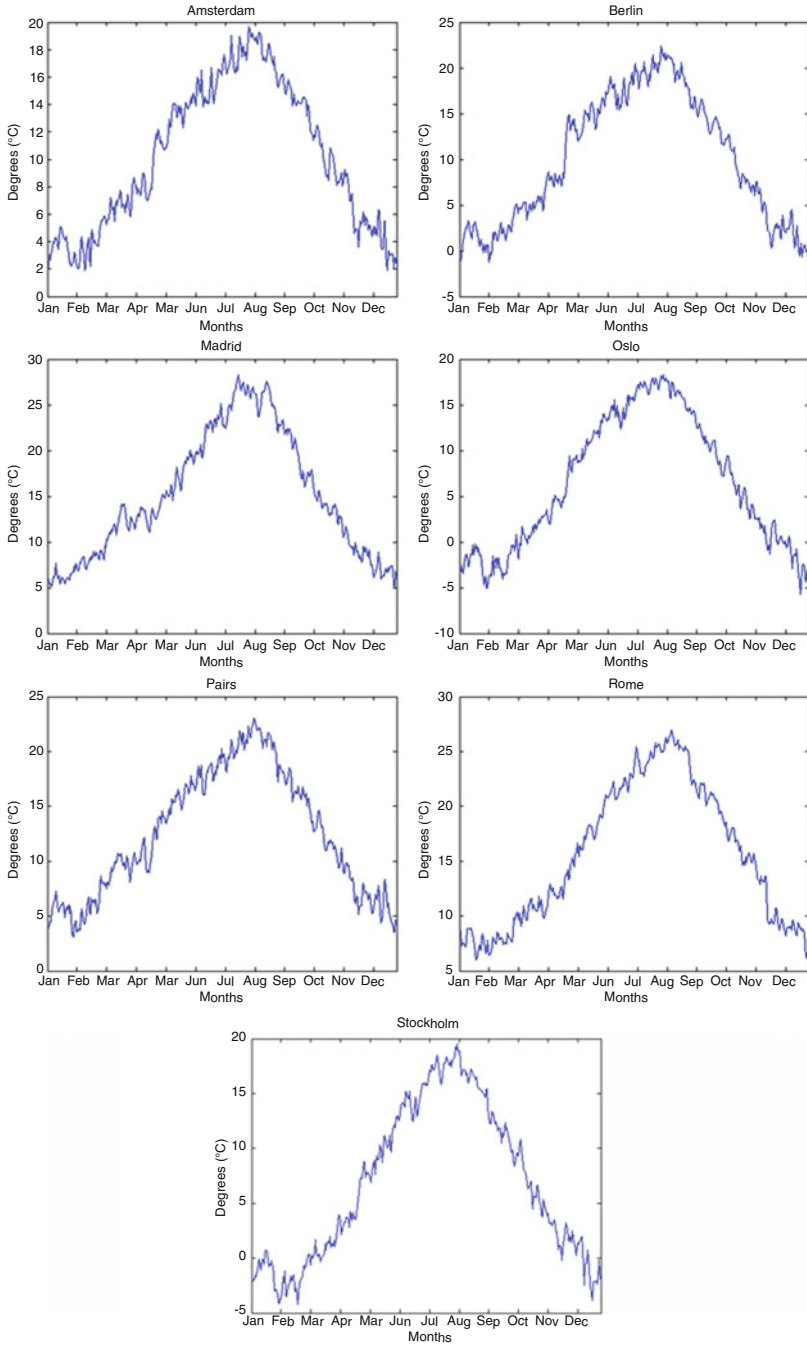 Amsterdam
20
18
16
14
12
10
8
6
4
2
0
Degrees (°C)
Jan Feb Mar Apr Mar Jun Jul Aug Sep Oct Nov Dec
Months
Berlin
25
20
15
10
5
0
-5
Degrees (°C)
Jan Feb Mar Apr Mar Jun Jul Aug Sep Oct Nov Dec
Months
Madrid
30
25
20
15
10
5
0
Degrees (°C)
Jan Feb Mar Apr Mar Jun Jul Aug Sep Oct Nov Dec
Months
Oslo
20
15
10
5
0
-5
-10
Degrees (°C)
Jan Feb Mar Apr Mar Jun Jul Aug Sep Oct Nov Dec
Months
Pairs
25
20
15
10
5
0
Degrees (°C)
Jan Feb Mar Apr Mar Jun Jul Aug Sep Oct Nov Dec
Months
Rome
30
25
20
15
10
5
Degrees (°C)
Jan Feb Mar Apr Mar Jun Jul Aug Sep Oct Nov Dec
Months
Stockholm
20
15
10
5
0
-5
Degrees (°C)
Jan Feb Mar Apr Mar Jun Jul Aug Sep Oct Nov Dec
Months